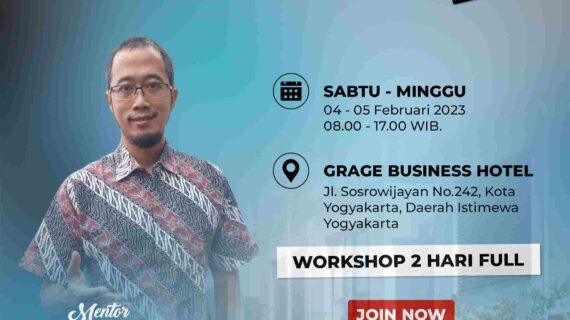 SABTU - MINGGU
04 - 05 Februari 2023
08.00 - 17.00 WIB.
GRAGE BUSINESS HOTEL
Jl. Sosrowijayan No.242, Kota
Yogyakarta, Daerah Istimewa
Yogyakarta
WORKSHOP 2 HARI FULL
Mentor
JOIN NOW